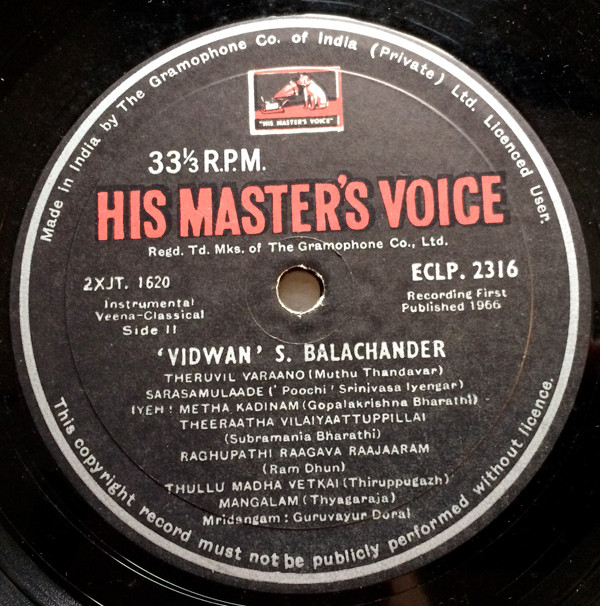 Made in India by The Gramophone Co. of India (Private) Ltd. Licenced User.
"HIS MASTER'S VOICE"
33⅓ R.P.M.
HIS MASTER'S VOICE
Regd. Td. Mks. of The Gramophone Co., Ltd.
2XJT. 1620
Instrumental
Veena-Classical
Side II
ECLP. 2316
Recording First
Published 1966
'VIDWAN' S. BALACHANDER
THERUVIL VARAANO (Muthu Thandavar)
SARASAMULAADE (' Poochi ' Srinivasa Iyengar)
IYEH ! METHA KADINAM (Gopalakrishna Bharathi)
THEERAATHA VILAIYAATTUPPILLAI
(Subramania Bharathi)
RAGHUPATHI RAAGAVA RAAJAARAM
(Ram Dhun)
THULLU MADHA VETKAI (Thiruppugazh)
MANGALAM (Thyagaraja)
Mridangam : Guruvayur Dorai
This copyright record must not be publicly performed without licence.